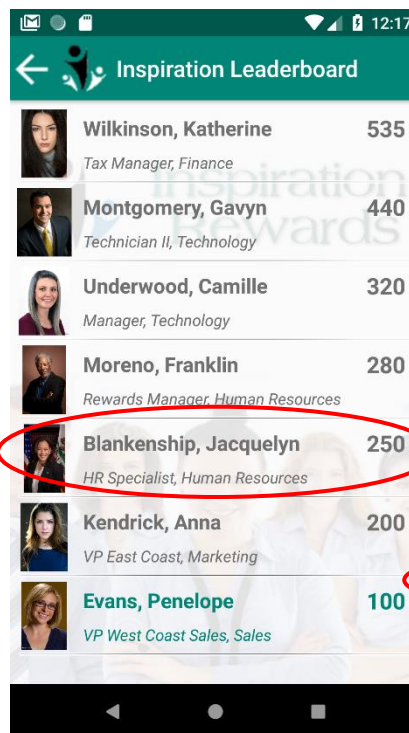 12:17
Inspiration Leaderboard
Wilkinson, Katherine 535
Tax Manager, Finance
Inspiration
Rewards
Montgomery, Gavyn 440
Technician II, Technology
Underwood, Camille 320
Manager, Technology
Moreno, Franklin 280
Rewards Manager, Human Resources
Blankenship, Jacquelyn 250
HR Specialist, Human Resources
Kendrick, Anna 200
VP East Coast, Marketing
Evans, Penelope 100
VP West Coast Sales, Sales